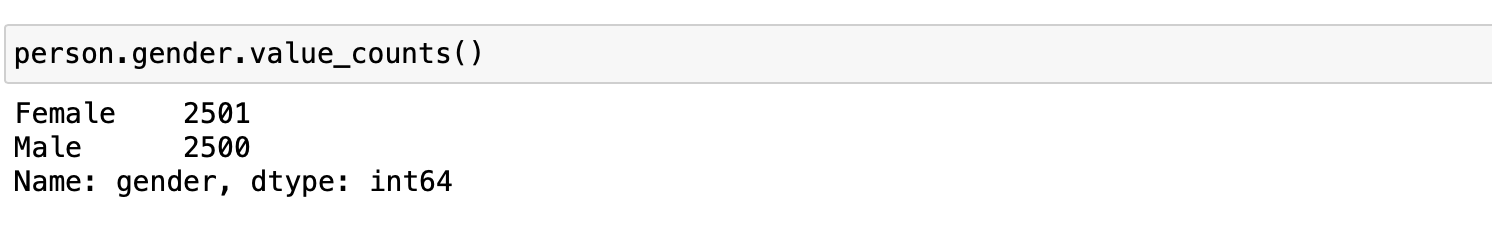 person.gender.value_counts()
Female    2501
Male      2500
Name: gender, dtype: int64